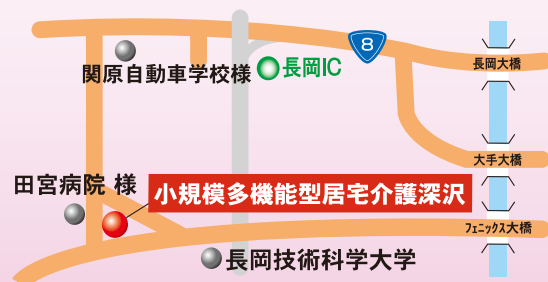 8
関原自動車学校様
長岡IC
長岡大橋
大手大橋
田宮病院 様
小規模多機能型居宅介護深沢
フェニックス大橋
長岡技術科学大学